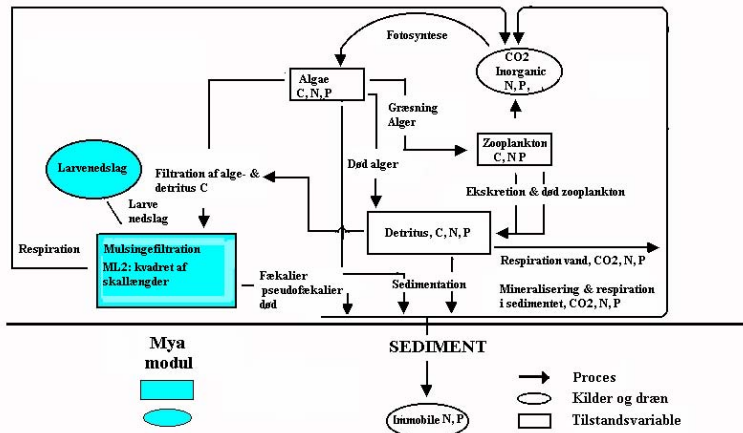 Fotosyntese
CO2
Inorganic
N, P,
Algae
C, N, P
Græsning
Alger
Zooplankton
C, N P
Larvenedslag
Filtration af alge- &
detritus C
Død alger
Ekskretion & død zooplankton
Larve
nedslag
Detritus, C, N, P
Respiration
Mulsingefiltration
ML2: kvadret af
skallængder
Respiration vand, CO2, N, P
Fækalier
pseudofækalier
død
Sedimentation
Mineralisering & respiration
i sedimentet, CO2, N, P
Mya
modul
SEDIMENT
Immobile N, P
Proces
Kilder og dræn
Tilstandsvariable